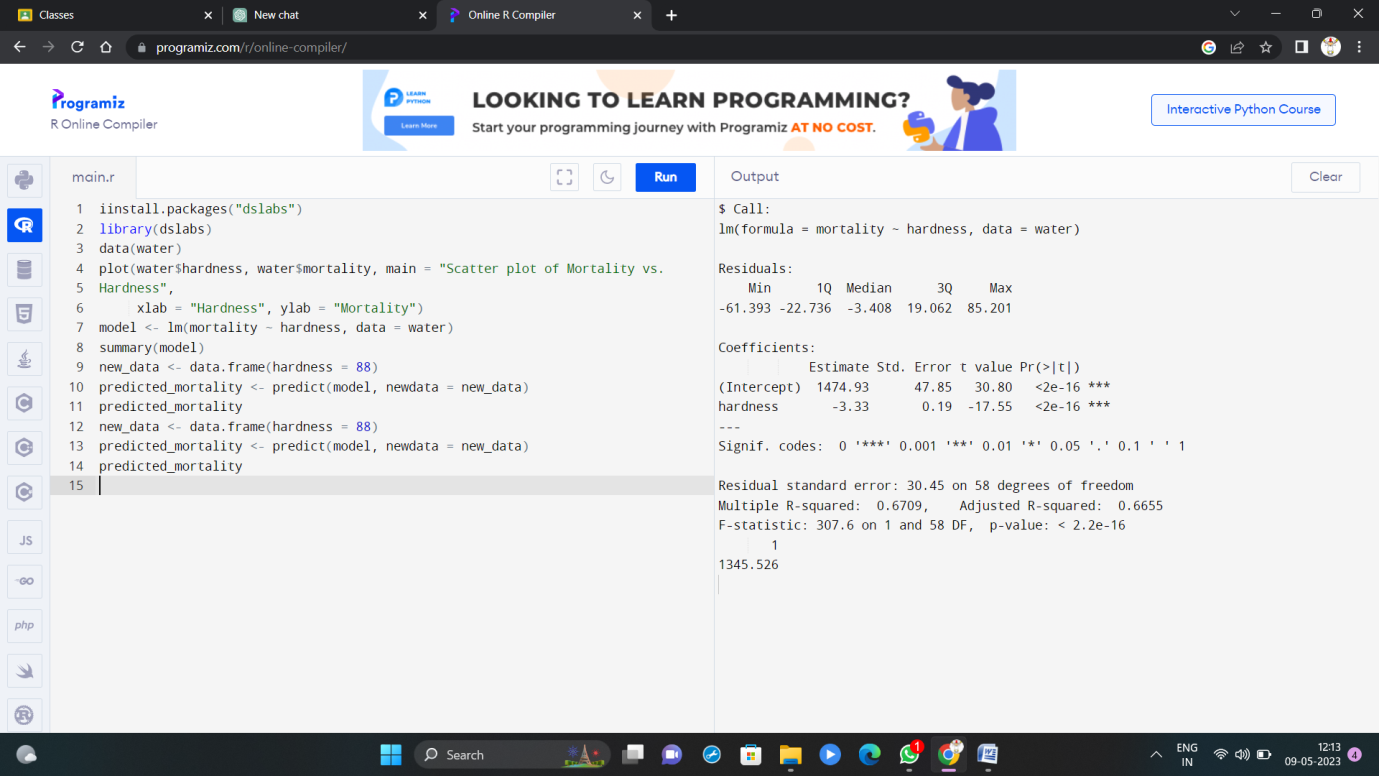 Classes
New chat
Online R Compiler
programiz.com/r/online-compiler/
Programiz
R Online Compiler
LEARN
PYTHON
Learn More
LOOKING TO LEARN PROGRAMMING?
Start your programming journey with Programiz AT NO COST.
Interactive Python Course
main.r
Run
Output
Clear
1 iinstall.packages("dslabs")
2 library(dslabs)
3 data(water)
4 plot(water$hardness, water$mortality, main = "Scatter plot of Mortality vs.
5 Hardness",
6 xlab = "Hardness", ylab = "Mortality")
7 model <- lm(mortality ~ hardness, data = water)
8 summary(model)
9 new_data <- data.frame(hardness = 88)
10 predicted_mortality <- predict(model, newdata = new_data)
11 predicted_mortality
12 new_data <- data.frame(hardness = 88)
13 predicted_mortality <- predict(model, newdata = new_data)
14 predicted_mortality
15
$ Call:
lm(formula = mortality ~ hardness, data = water)
Residuals:
Min 1Q Median 3Q Max
-61.393 -22.736 -3.408 19.062 85.201
Coefficients:
Estimate Std. Error t value Pr(>|t|)
(Intercept) 1474.93 47.85 30.80 <2e-16 ***
hardness -3.33 0.19 -17.55 <2e-16 ***
---
Signif. codes: 0 '***' 0.001 '**' 0.01 '*' 0.05 '.' 0.1 ' ' 1
Residual standard error: 30.45 on 58 degrees of freedom
Multiple R-squared: 0.6709, Adjusted R-squared: 0.6655
F-statistic: 307.6 on 1 and 58 DF, p-value: < 2.2e-16
1
1345.526
JS
GO
php
Search
1
ENG
IN
12:13
09-05-2023
4